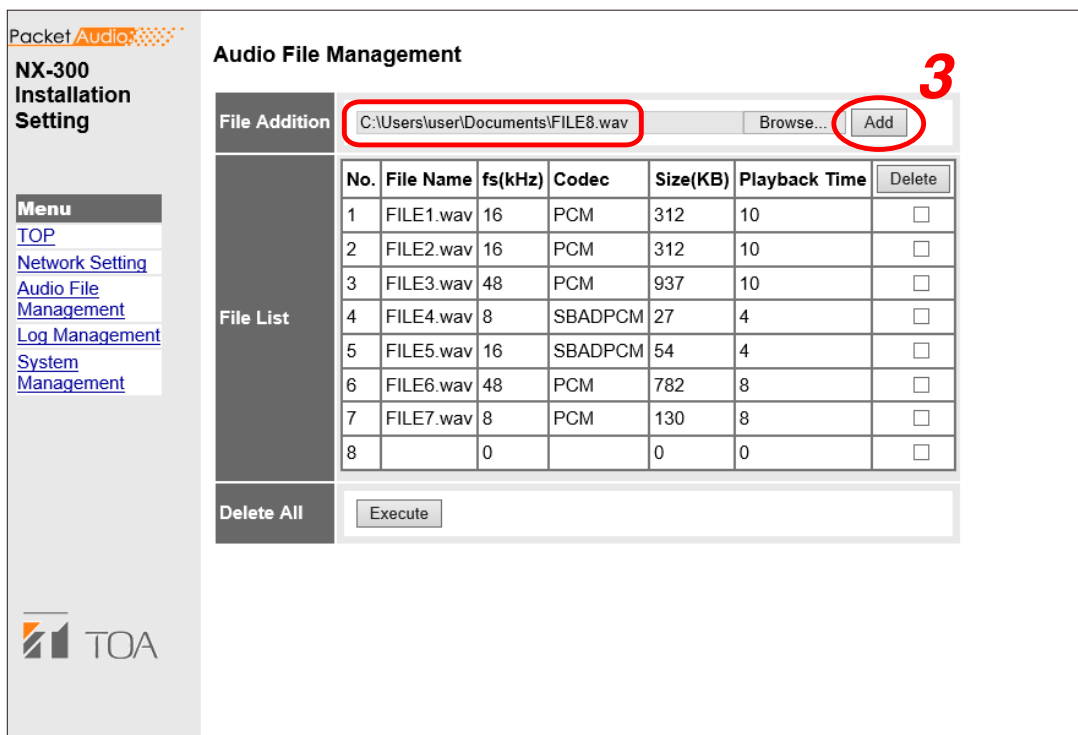 Packet Audio
NX-300
Installation
Setting
Menu
TOP
Network Setting
Audio File
Management
Log Management
System
Management
TOA
Audio File Management
3
File Addition C:\Users\user\Documents\FILE8.wav Browse... Add
File List
No. File Name fs(kHz) Codec Size(KB) Playback Time Delete
1 FILE1.wav 16 PCM 312 10
2 FILE2.wav 16 PCM 312 10
3 FILE3.wav 48 PCM 937 10
4 FILE4.wav 8 SBADPCM 27 4
5 FILE5.wav 16 SBADPCM 54 4
6 FILE6.wav 48 PCM 782 8
7 FILE7.wav 8 PCM 130 8
8 0 0 0
Delete All Execute